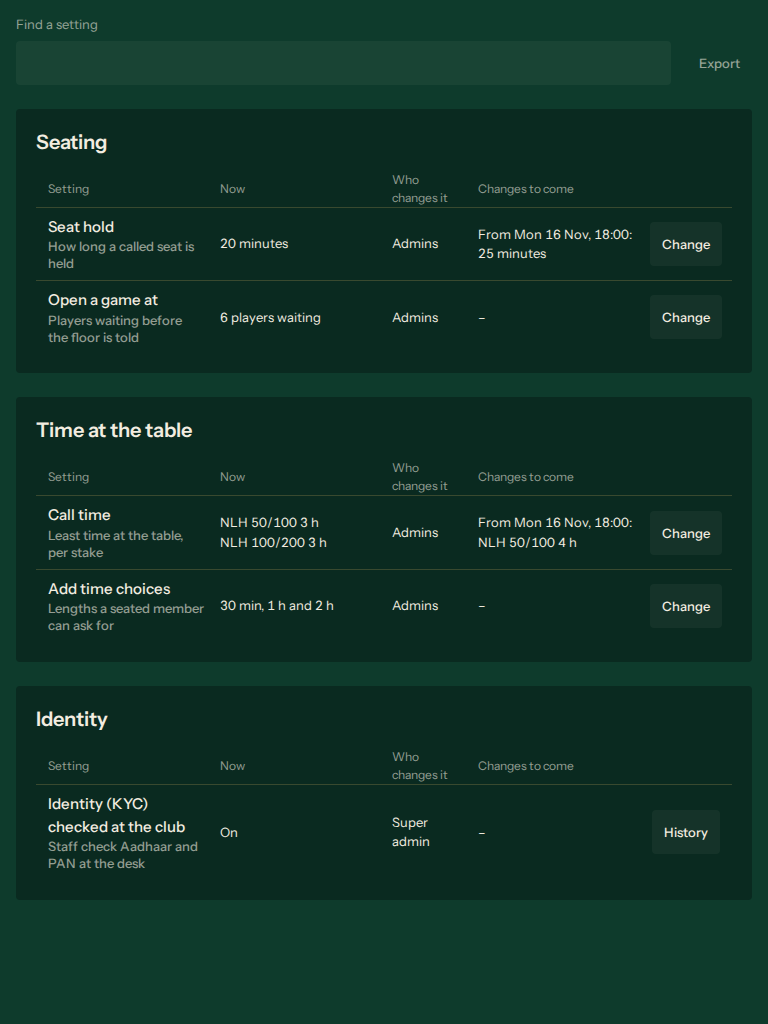 Find a setting
Export
Seating
Setting
Now
Who
changes it
Changes to come
Seat hold
How long a called seat is
held
20 minutes
Admins
From Mon 16 Nov, 18:00:
25 minutes
Change
Open a game at
Players waiting before
the floor is told
6 players waiting
Admins
–
Change
Time at the table
Setting
Now
Who
changes it
Changes to come
Call time
Least time at the table,
per stake
NLH 50/100 3 h
NLH 100/200 3 h
Admins
From Mon 16 Nov, 18:00:
NLH 50/100 4 h
Change
Add time choices
Lengths a seated member
can ask for
30 min, 1 h and 2 h
Admins
–
Change
Identity
Setting
Now
Who
changes it
Changes to come
Identity (KYC)
checked at the club
Staff check Aadhaar and
PAN at the desk
On
Super
admin
–
History